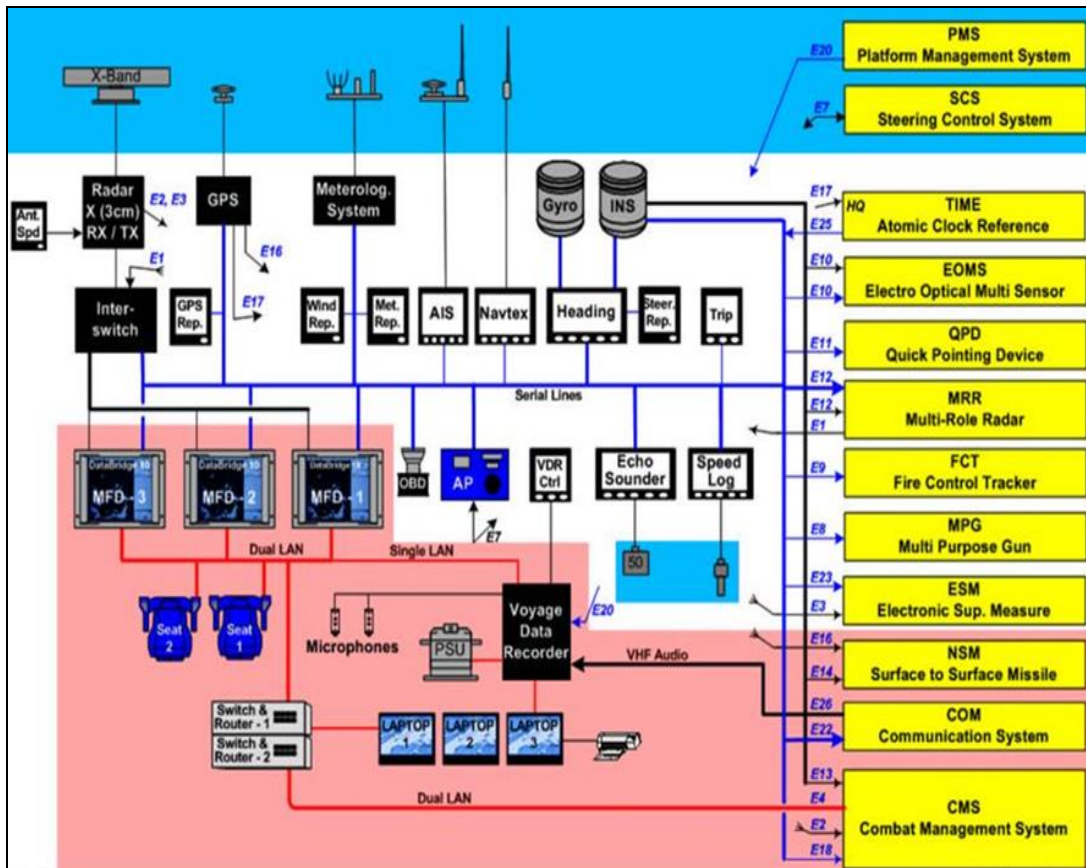 X-Band
PMS
Platform Management System
E20
SCS
Steering Control System
E7
Radar
X (3cm)
RX / TX
E2, E3
Ant.
Spd
GPS
Meterolog.
System
Gyro
INS
E17
HQ
TIME
Atomic Clock Reference
E25
E1
E16
E17
E10
EOMS
Electro Optical Multi Sensor
E10
Inter-
switch
GPS
Rep.
Wind
Rep.
Met.
Rep.
AIS
Navtex
Heading
Steer.
Rep.
Trip
E11
QPD
Quick Pointing Device
Serial Lines
E12
MRR
Multi-Role Radar
E12
E1
DataBridge 10
MFD - 3
DataBridge 10
MFD - 2
DataBridge 10
MFD - 1
OBD
AP
VDR
Ctrl
Echo
Sounder
Speed
Log
E9
FCT
Fire Control Tracker
E7
E8
MPG
Multi Purpose Gun
Dual LAN
Single LAN
50
E23
ESM
Electronic Sup. Measure
E3
Seat
2
Seat
1
Microphones
PSU
Voyage
Data
Recorder
E20
VHF Audio
E16
NSM
Surface to Surface Missile
E14
Switch &
Router - 1
Switch &
Router - 2
LAPTOP
1
LAPTOP
2
LAPTOP
3
E26
COM
Communication System
E22
Dual LAN
E13
E4
CMS
Combat Management System
E2
E18